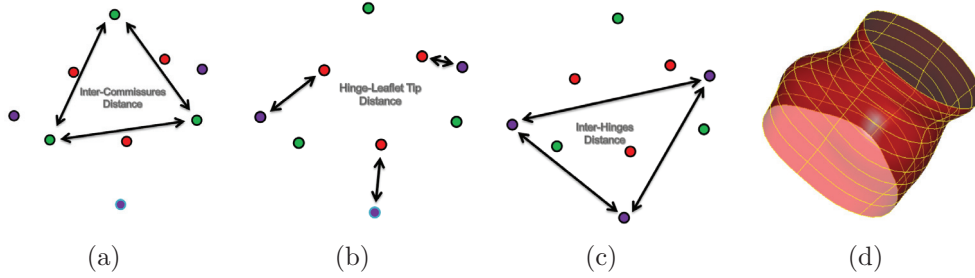 Inter-Commissures
Distance
Hinge-Leaflet Tip
Distance
Inter-Hinges
Distance
(a)
(b)
(c)
(d)